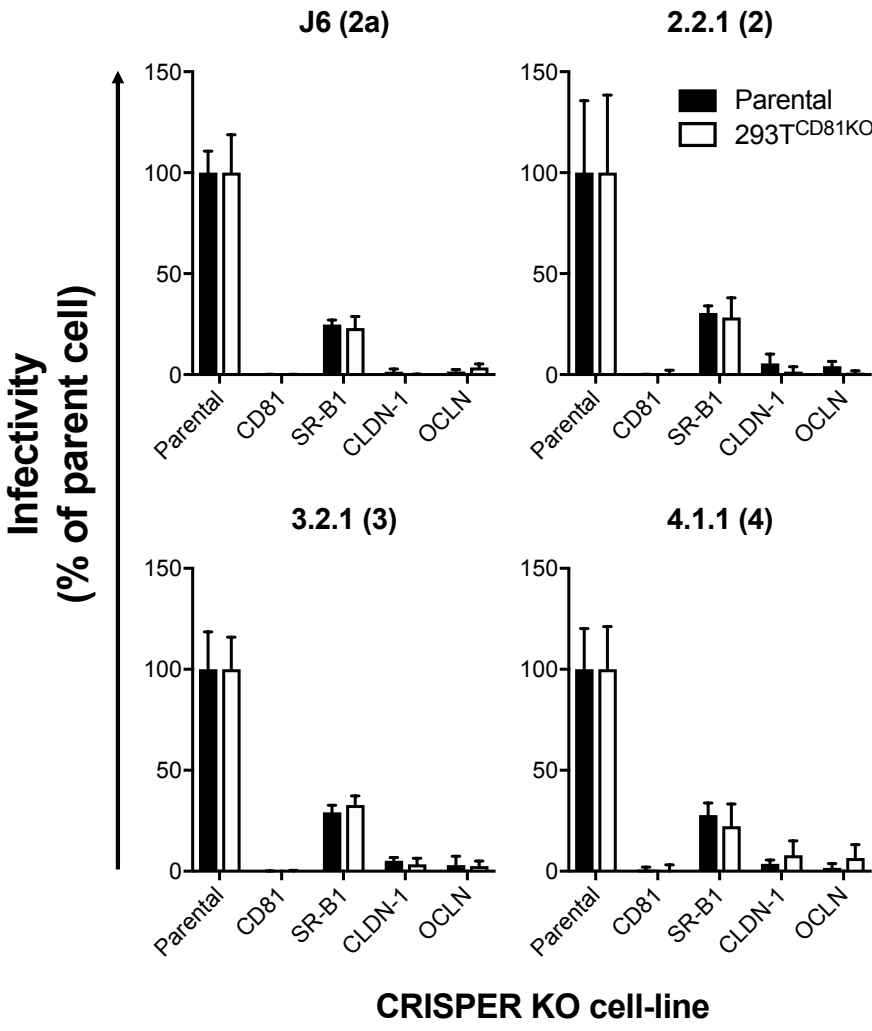 J6 (2a)
150
100
50
0
Parental
CD81
SR-B1
CLDN-1
OCLN
2.2.1 (2)
Parental
293TCD81KO
150
100
50
0
Parental
CD81
SR-B1
CLDN-1
OCLN
Infectivity
(% of parent cell)
3.2.1 (3)
150
100
50
0
Parental
CD81
SR-B1
CLDN-1
OCLN
4.1.1 (4)
150
100
50
0
Parental
CD81
SR-B1
CLDN-1
OCLN
CRISPER KO cell-line